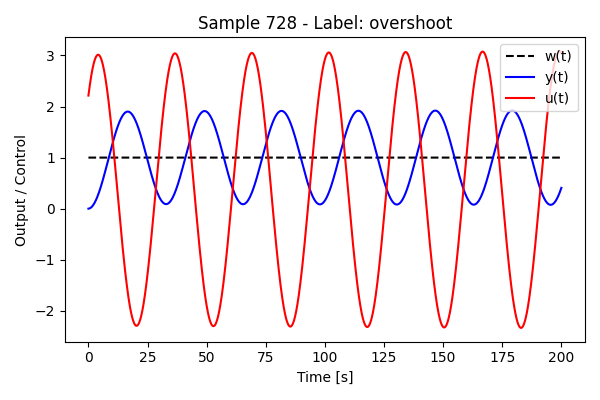 Sample 728 - Label: overshoot
w(t)
y(t)
u(t)
Output / Control
3
2
1
0
−1
−2
0
25
50
75
100
125
150
175
200
Time [s]